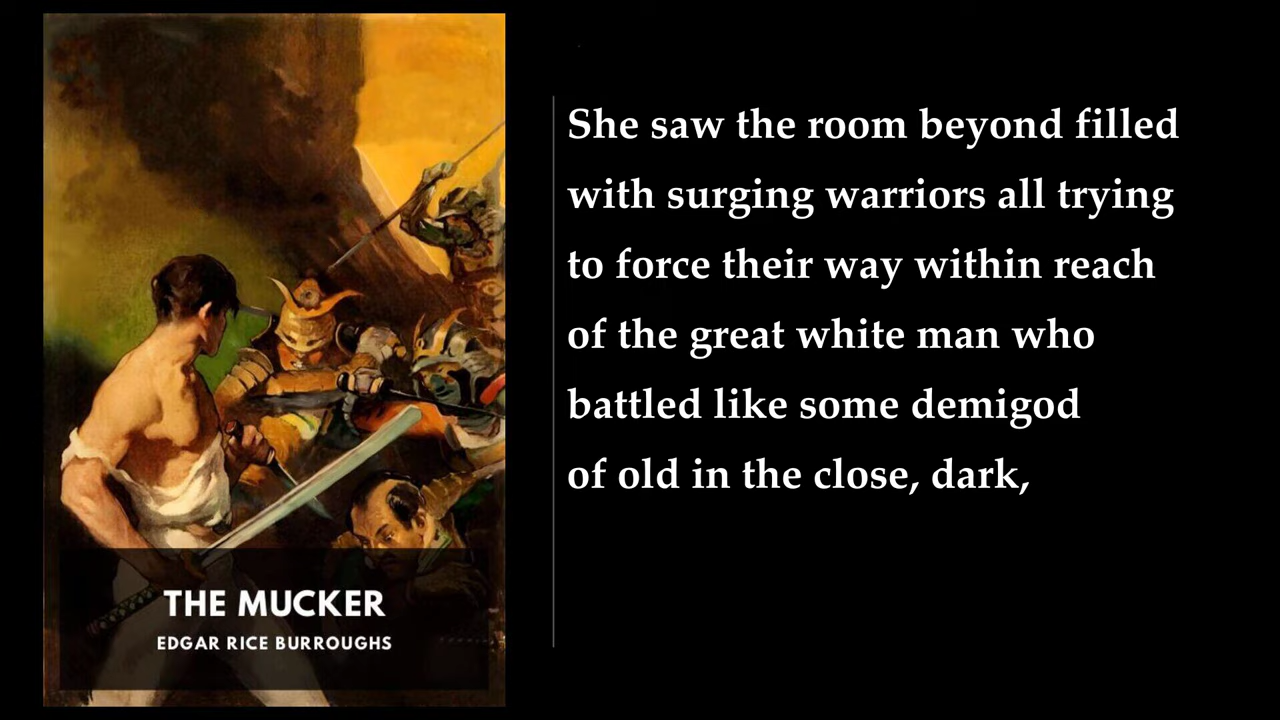 She saw the room beyond filled
with surging warriors all trying
to force their way within reach
of the great white man who
battled like some demigod
of old in the close, dark,
THE MUCKER
EDGAR RICE BURROUGHS